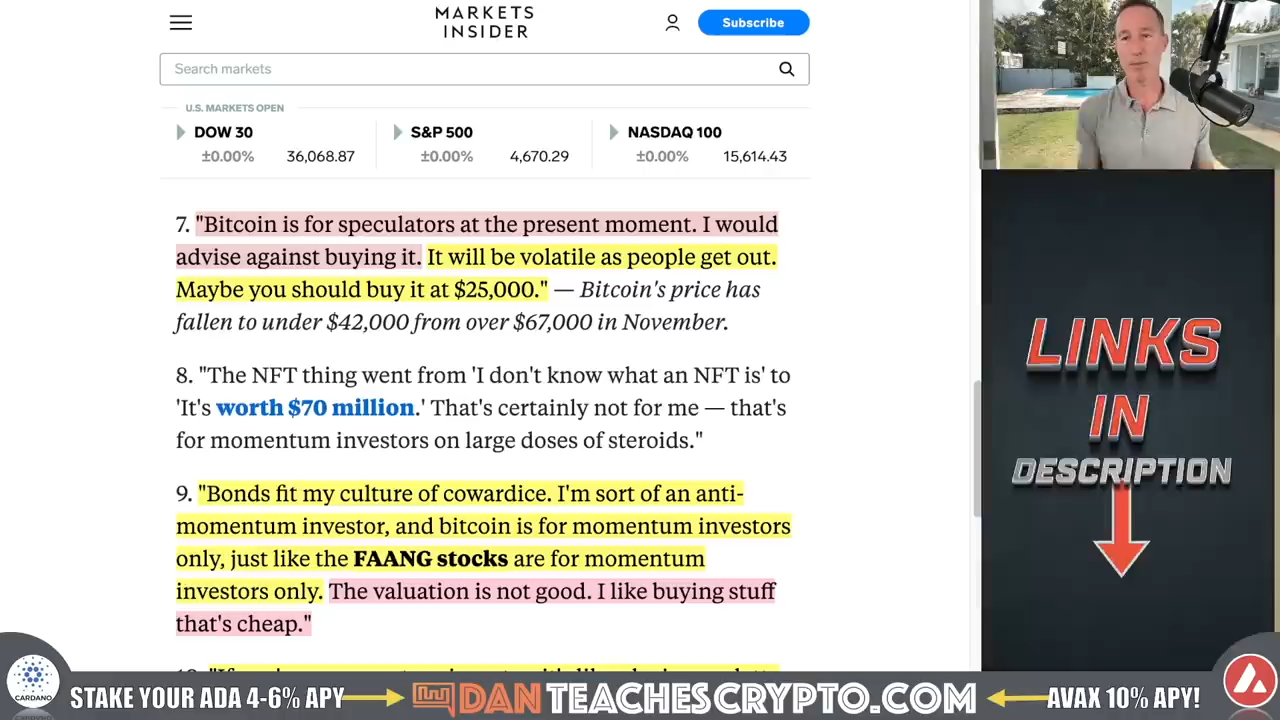 MARKETS
INSIDER
Subscribe
Search markets
U.S. MARKETS OPEN
DOW 30
±0.00% 36,068.87
S&P 500
±0.00% 4,670.29
NASDAQ 100
±0.00% 15,614.43
7. "Bitcoin is for speculators at the present moment. I would
advise against buying it. It will be volatile as people get out.
Maybe you should buy it at $25,000." — Bitcoin's price has
fallen to under $42,000 from over $67,000 in November.
8. "The NFT thing went from 'I don't know what an NFT is' to
'It's worth $70 million.' That's certainly not for me — that's
for momentum investors on large doses of steroids."
9. "Bonds fit my culture of cowardice. I'm sort of an anti-
momentum investor, and bitcoin is for momentum investors
only, just like the FAANG stocks are for momentum
investors only. The valuation is not good. I like buying stuff
that's cheap."
LINKS
IN
DESCRIPTION
CARDANO
STAKE YOUR ADA 4-6% APY
DANTEACHESCRYPTO.COM
AVAX 10% APY!